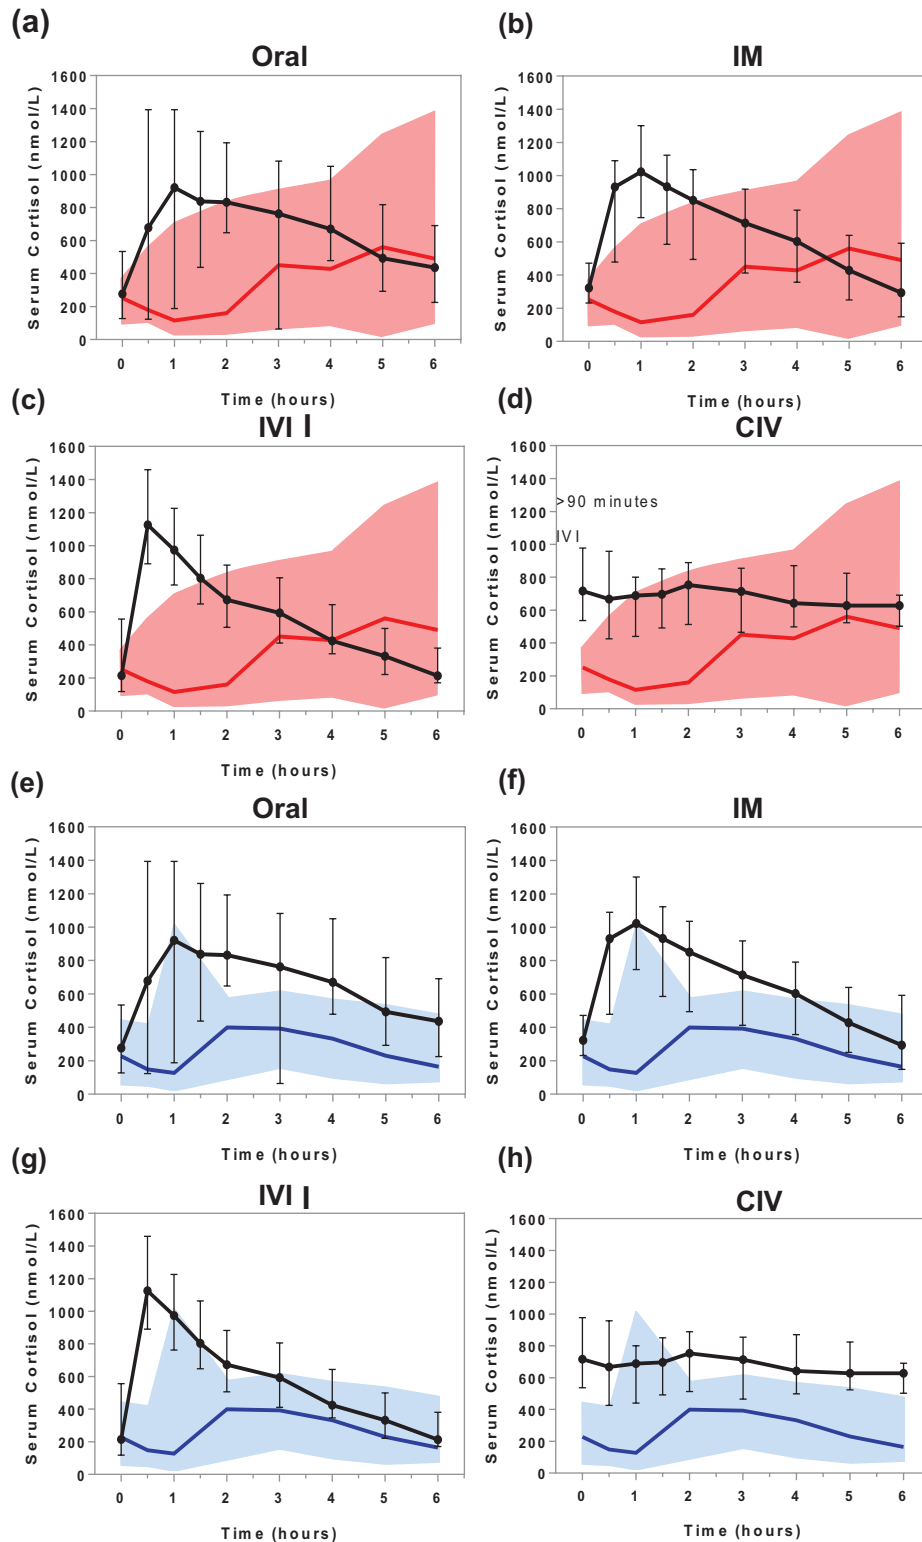 (a)
Oral
Serum Cortisol (nmol/L)
1600
1400
1200
1000
800
600
400
200
0
0 1 2 3 4 5 6
Time (hours)
(b)
IM
Serum Cortisol (nmol/L)
1600
1400
1200
1000
800
600
400
200
0
0 1 2 3 4 5 6
Time (hours)
(c)
IVI I
Serum Cortisol (nmol/L)
1600
1400
1200
1000
800
600
400
200
0
0 1 2 3 4 5 6
Time (hours)
(d)
CIV
Serum Cortisol (nmol/L)
1600
1400
1200
1000
800
600
400
200
0
>90 minutes
IVI
0 1 2 3 4 5 6
Time (hours)
(e)
Oral
Serum Cortisol (nmol/L)
1600
1400
1200
1000
800
600
400
200
0
0 1 2 3 4 5 6
Time (hours)
(f)
IM
Serum Cortisol (nmol/L)
1600
1400
1200
1000
800
600
400
200
0
0 1 2 3 4 5 6
Time (hours)
(g)
IVI I
Serum Cortisol (nmol/L)
1600
1400
1200
1000
800
600
400
200
0
0 1 2 3 4 5 6
Time (hours)
(h)
CIV
Serum Cortisol (nmol/L)
1600
1400
1200
1000
800
600
400
200
0
0 1 2 3 4 5 6
Time (hours)